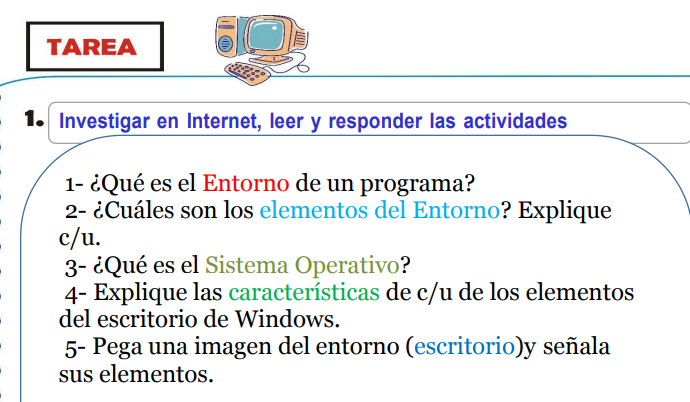 TAREA
1. Investigar en Internet, leer y responder las actividades
1- ¿Qué es el Entorno de un programa?
2- ¿Cuáles son los elementos del Entorno? Explique
c/u.
3- ¿Qué es el Sistema Operativo?
4- Explique las características de c/u de los elementos
del escritorio de Windows.
5- Pega una imagen del entorno (escritorio)y señala
sus elementos.